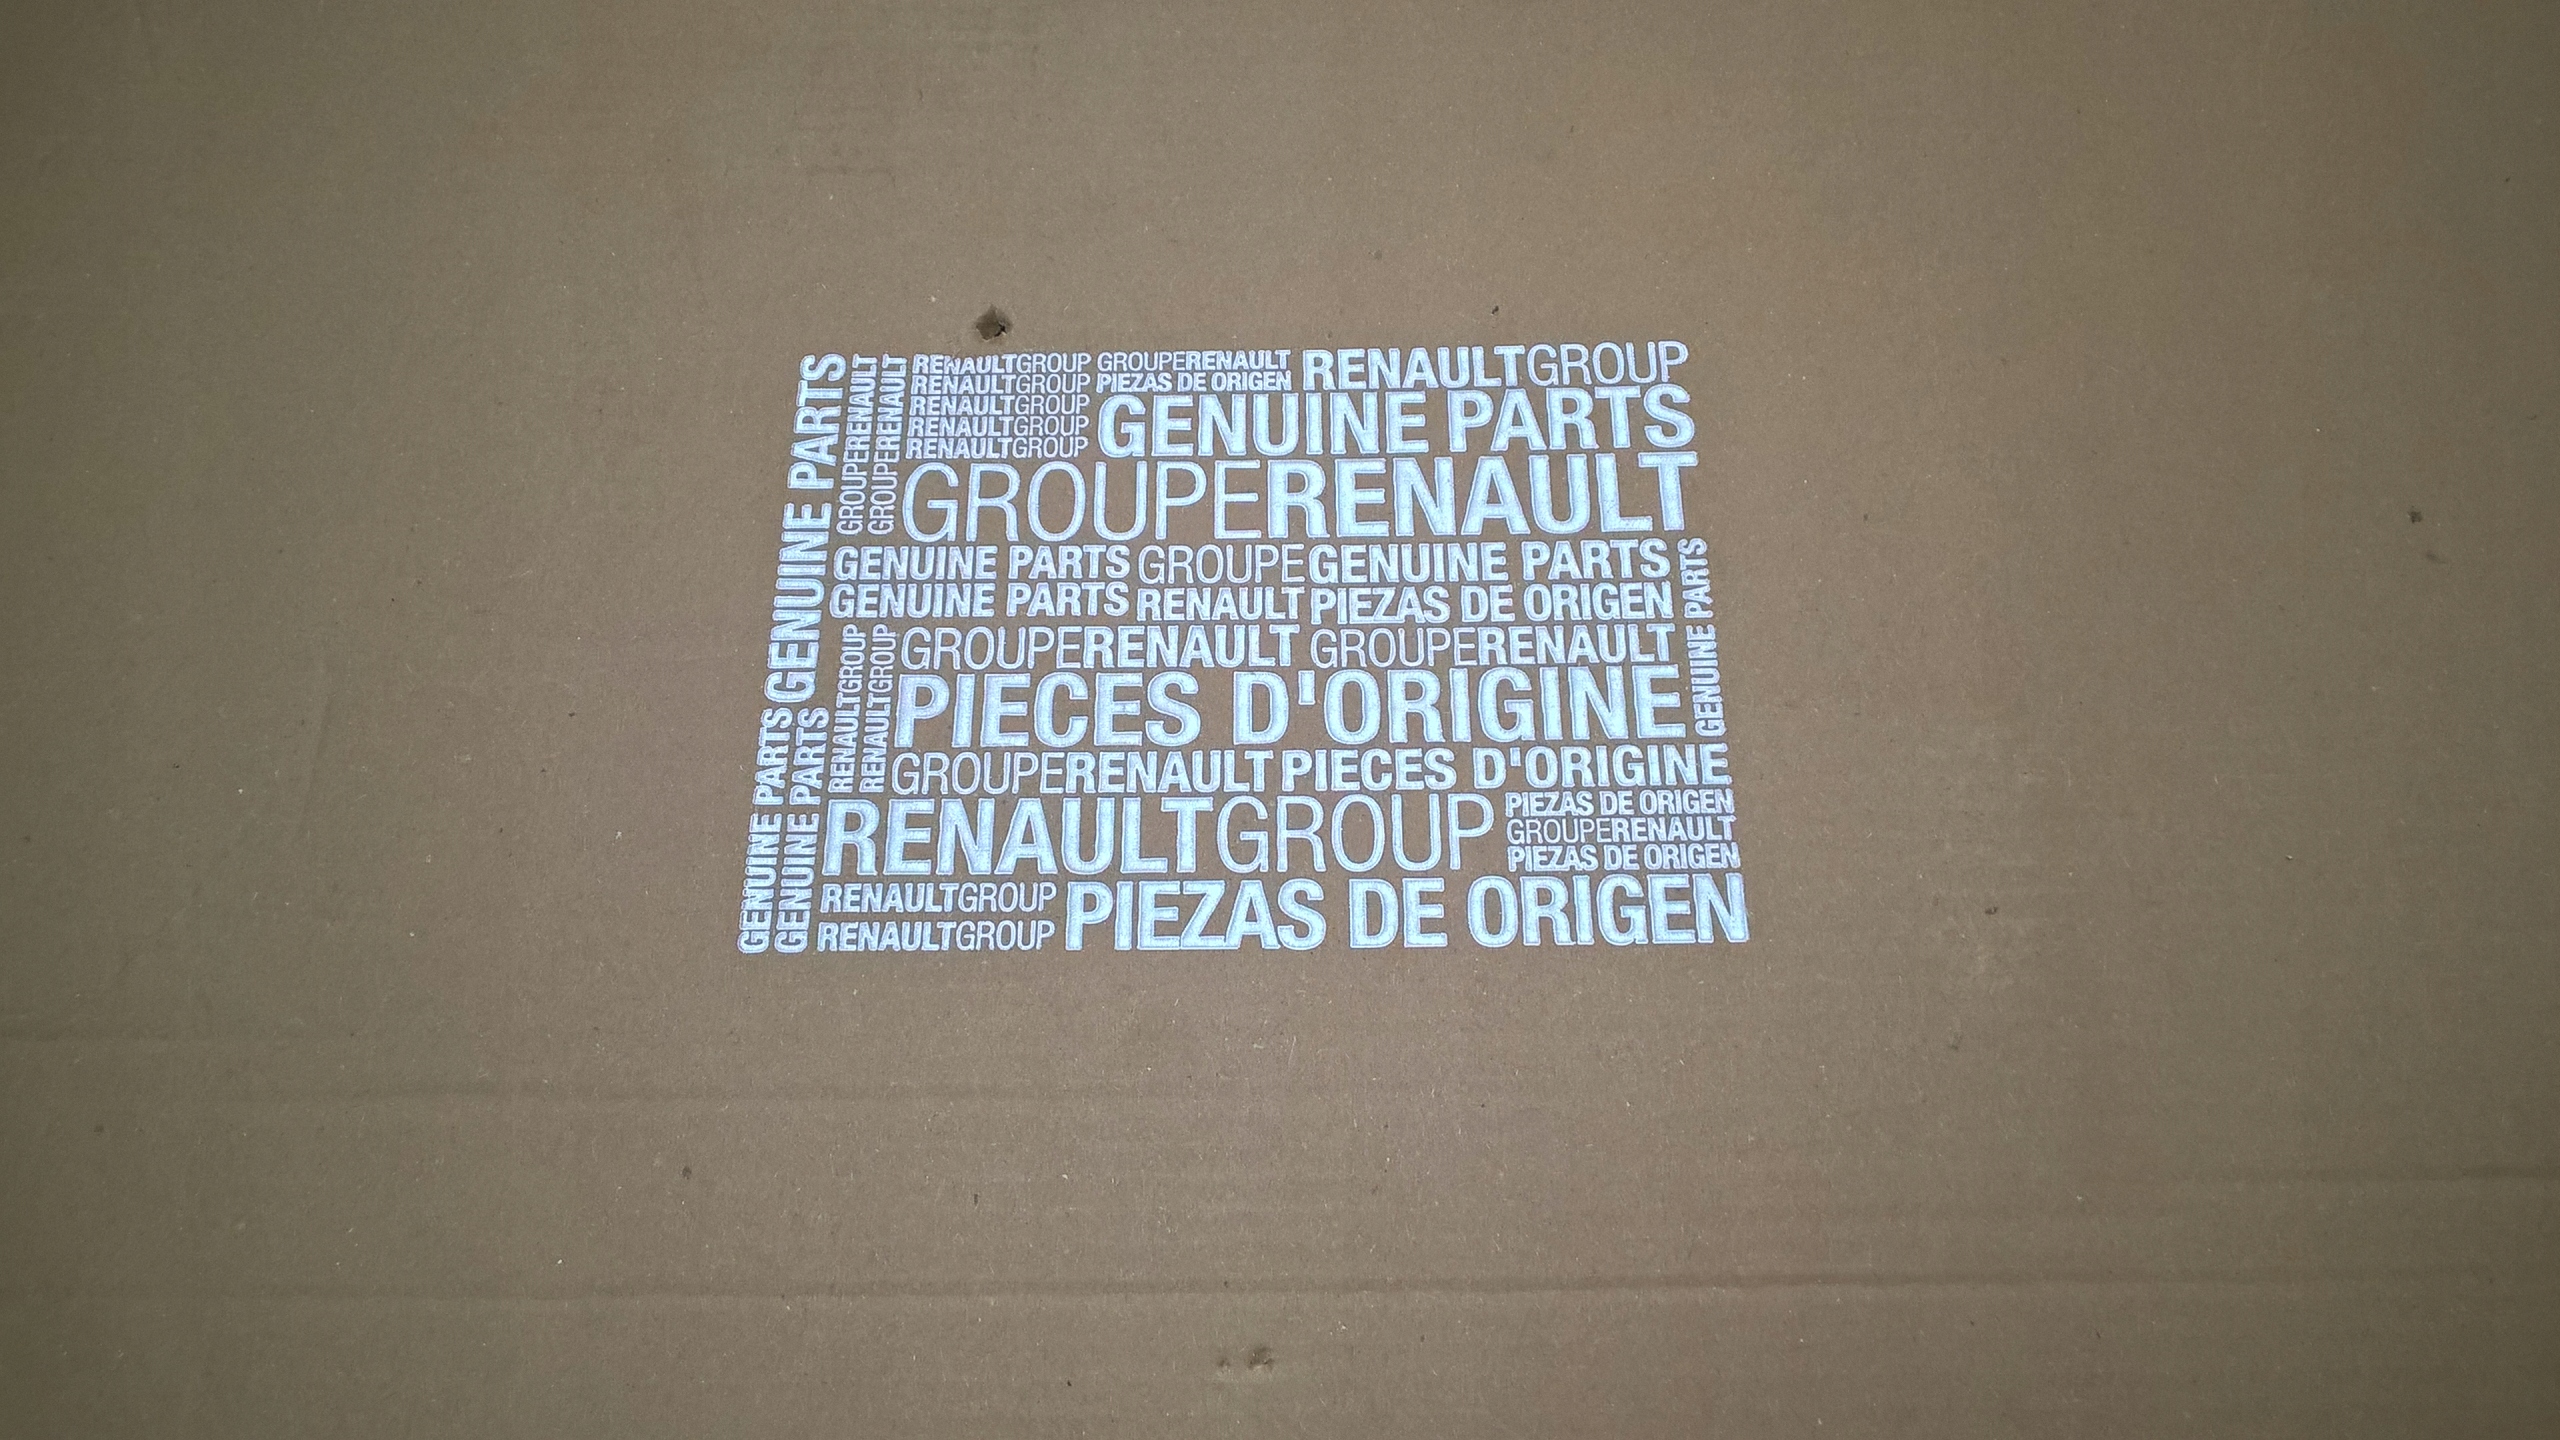 GENUINE PARTS
GROUPERENAULT
GROUPERENAULT
RENAULTGROUP GROUPERENAULT RENAULTGROUP
RENAULTGROUP PIEZAS DE ORIGEN
RENAULTGROUP GENUINE PARTS
RENAULTGROUP
RENAULTGROUP
GROUPERENAULT
GENUINE PARTS GROUPE GENUINE PARTS
GENUINE PARTS RENAULT PIEZAS DE ORIGEN
GENUINE PARTS
RENAULTGROUP
RENAULTGROUP
GROUPERENAULT GROUPERENAULT
PIECES D'ORIGINE
GROUPERENAULT PIECES D'ORIGINE
GENUINE PARTS
GENUINE PARTS
RENAULTGROUP PIEZAS DE ORIGEN
GROUPERENAULT
PIEZAS DE ORIGEN
RENAULTGROUP PIEZAS DE ORIGEN
RENAULTGROUP